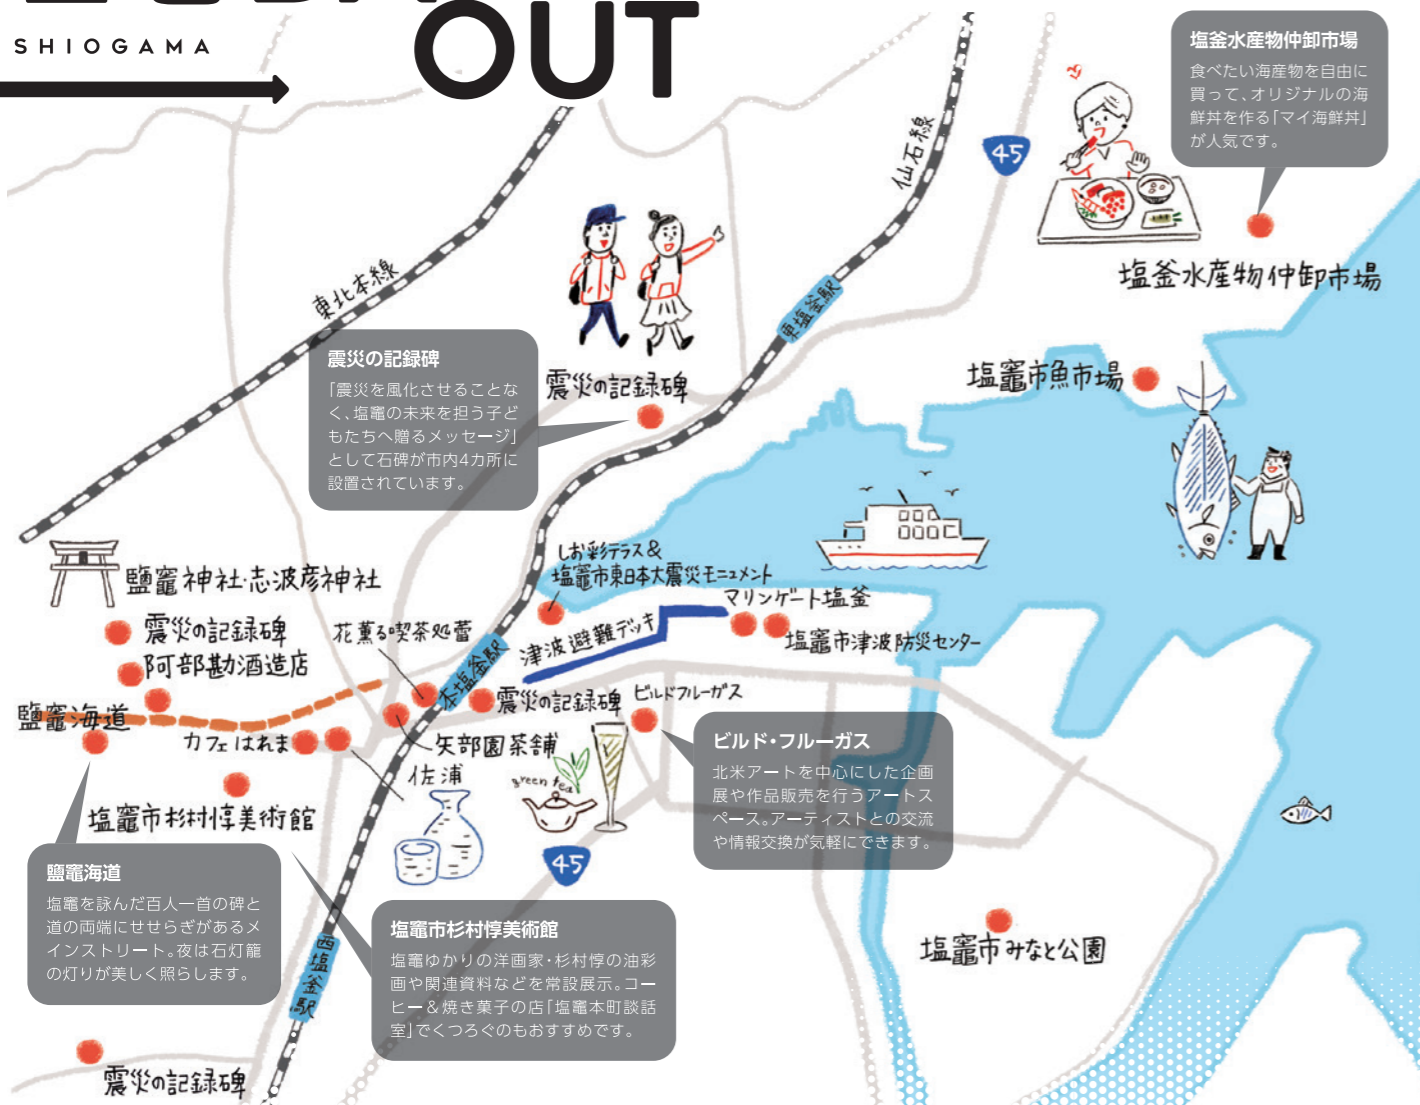 SHIOGAMA
OUT
塩釜水産物仲卸市場
食べたい海産物を自由に
買って、オリジナルの海
鮮丼を作る「マイ海鮮丼」
が人気です。
仙石線
45
塩釜水産物仲卸市場
東北本線
東塩釜駅
震災の記録碑
「震災を風化させることな
く、塩竈の未来を担う子ど
もたちへ贈るメッセージ」
として石碑が市内4カ所に
設置されています。
震災の記録碑
塩竈市魚市場
しお彩テラス&
塩竈市東日本大震災モニュメント
鹽竈神社・志波彦神社
マリンゲート塩釜
震災の記録碑
花薫る喫茶処蕾
津波避難デッキ
塩竈市津波防災センター
阿部勘酒造店
本塩釜駅
震災の記録碑
ビルドフルーガス
鹽竈海道
カフェはれま
矢部園茶舗
佐浦
green tea
塩竈市杉村惇美術館
ビルド・フルーガス
北米アートを中心にした企画
展や作品販売を行うアートス
ペース。アーティストとの交流
や情報交換が気軽にできます。
45
鹽竈海道
塩竈を詠んだ百人一首の碑と
道の両端にせせらぎがあるメ
インストリート。夜は石灯籠
の灯りが美しく照らします。
塩竈市杉村惇美術館
塩竈ゆかりの洋画家・杉村惇の油彩
画や関連資料などを常設展示。コー
ヒー&焼き菓子の店「塩竈本町談話
室」でくつろぐのもおすすめです。
西塩釜駅
塩竈市みなと公園
震災の記録碑